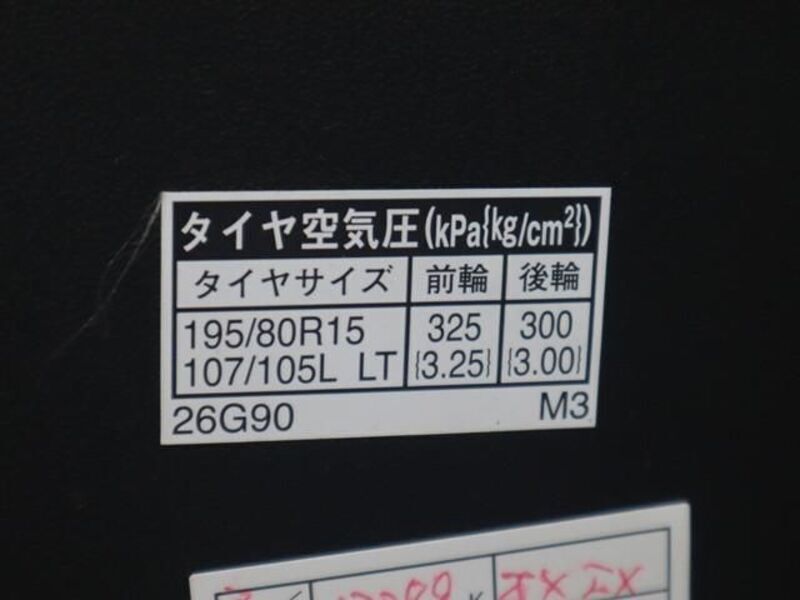 タイヤ空気圧(kPa{kg/cm²})
タイヤサイズ 前輪 後輪
195/80R15 325 300
107/105L LT {3.25} {3.00}
26G90 M3